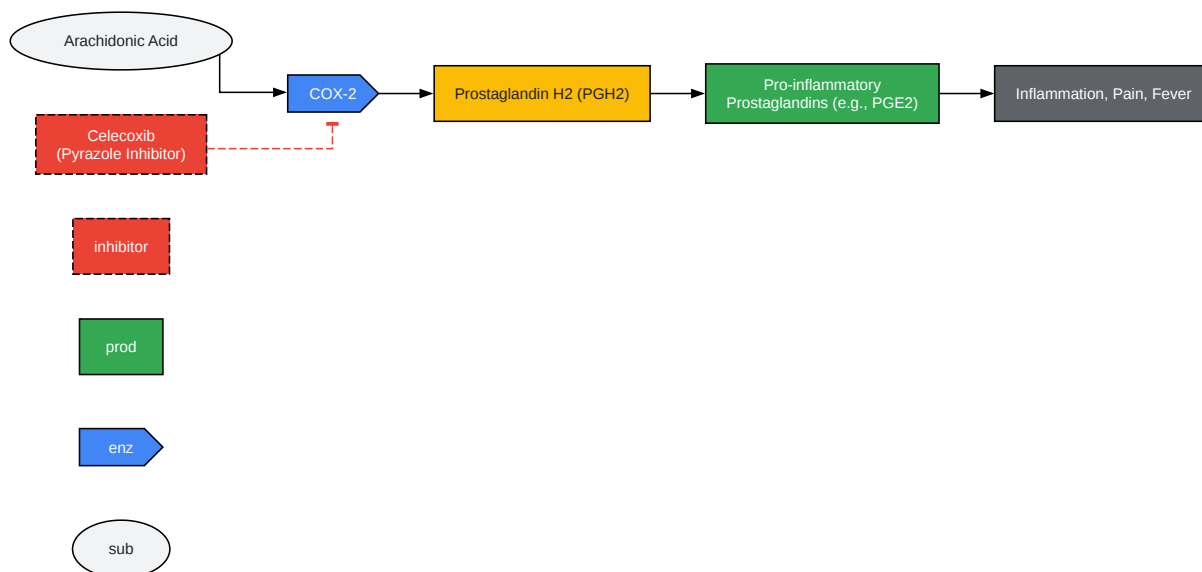 Arachidonic Acid
COX-2
Prostaglandin H2 (PGH2)
Pro-inflammatory
Prostaglandins (e.g., PGE2)
Inflammation, Pain, Fever
Celecoxib
(Pyrazole Inhibitor)
inhibitor
prod
enz
sub